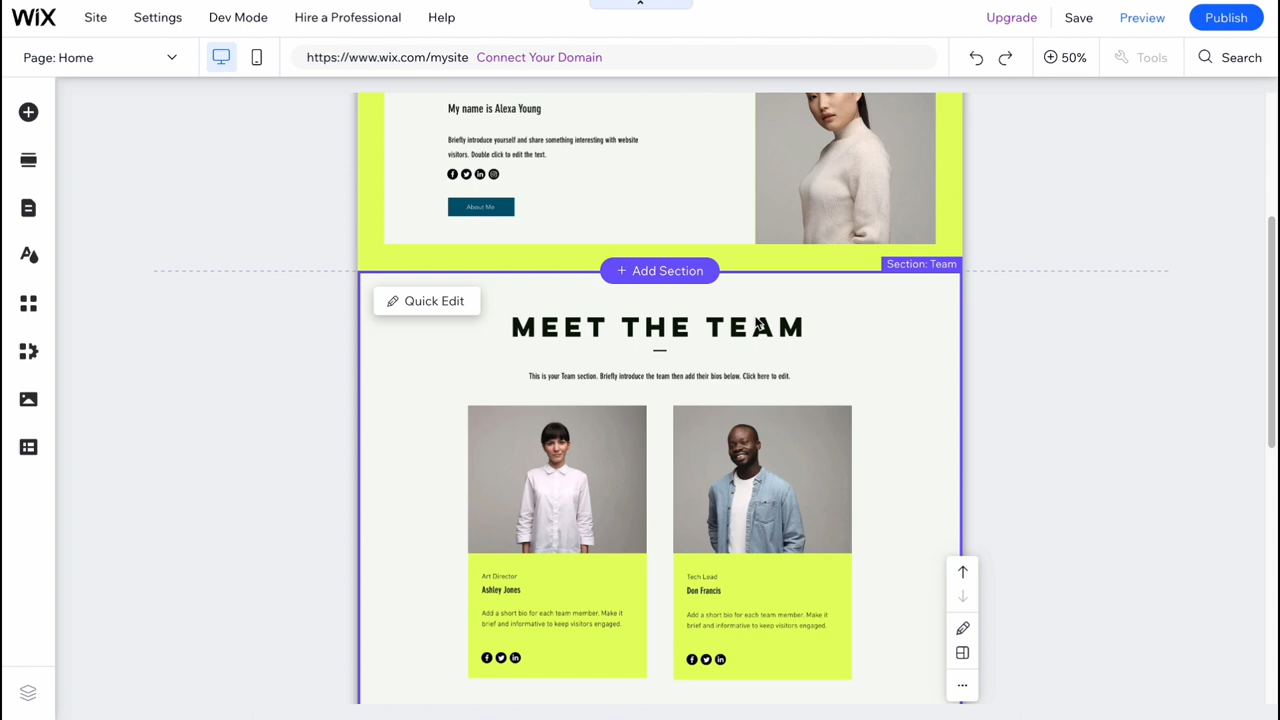 WiX Site Settings Dev Mode Hire a Professional Help Upgrade Save Preview Publish
Page: Home https://www.wix.com/mysite Connect Your Domain 50% Tools Search
My name is Alexa Young
Briefly introduce yourself and share something interesting with website
visitors. Double click to edit the text.
About Me
+ Add Section
Section: Team
Quick Edit
MEET THE TEAM
This is your Team section. Briefly introduce the team then add their bios below. Click here to edit.
Art Director
Ashley Jones
Add a short bio for each team member. Make it
brief and informative to keep visitors engaged.
Tech Lead
Don Francis
Add a short bio for each team member. Make it
brief and informative to keep visitors engaged.